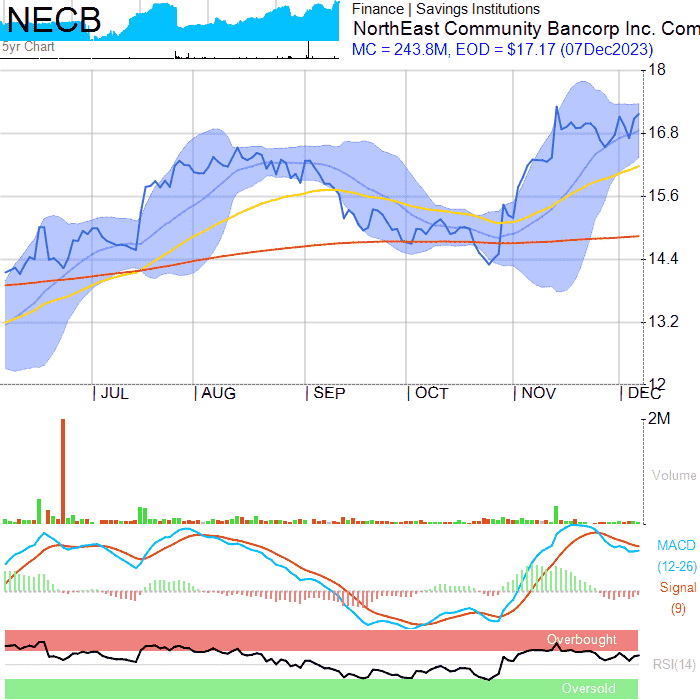 NECB
5yr Chart
Finance | Savings Institutions
NorthEast Community Bancorp Inc. Com
MC = 243.8M, EOD = $17.17 (07Dec2023)
18
16.8
15.6
14.4
13.2
12
JUL AUG SEP OCT NOV DEC
2M
Volume
MACD
(12-26)
Signal
(9)
Overbought
RSI(14)
Oversold